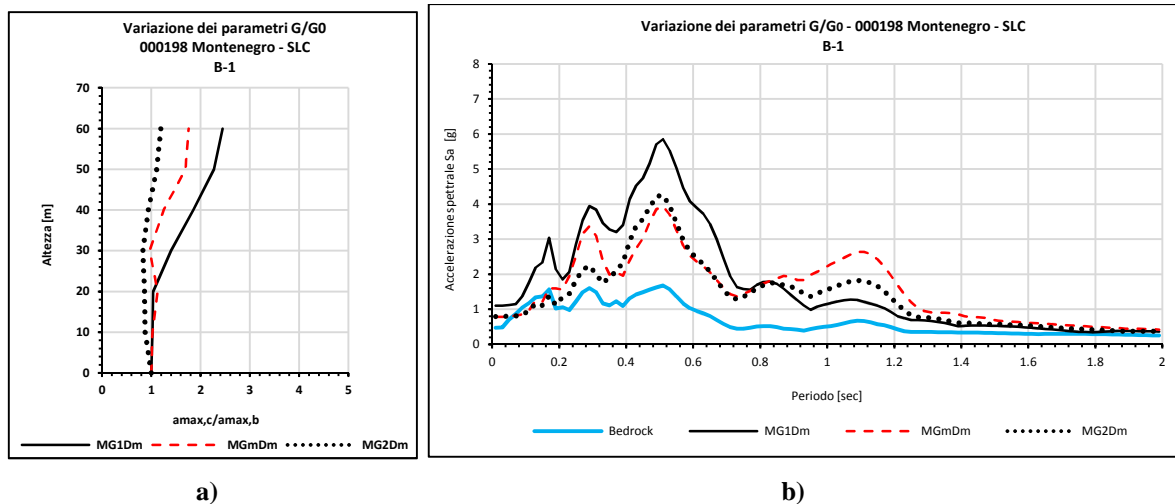 Variazione dei parametri G/G0
000198 Montenegro - SLC
B-1
Altezza [m]
70
60
50
40
30
20
10
0
0 1 2 3 4 5
amax,c/amax,b
MG1Dm MGmDm MG2Dm
a)
Variazione dei parametri G/Go - 000198 Montenegro - SLC
B-1
Accelerazione spettrale Sa [g]
8
7
6
5
4
3
2
1
0
0 0.2 0.4 0.6 0.8 1 1.2 1.4 1.6 1.8 2
Periodo [sec]
Bedrock MG1Dm MGmDm MG2Dm
b)